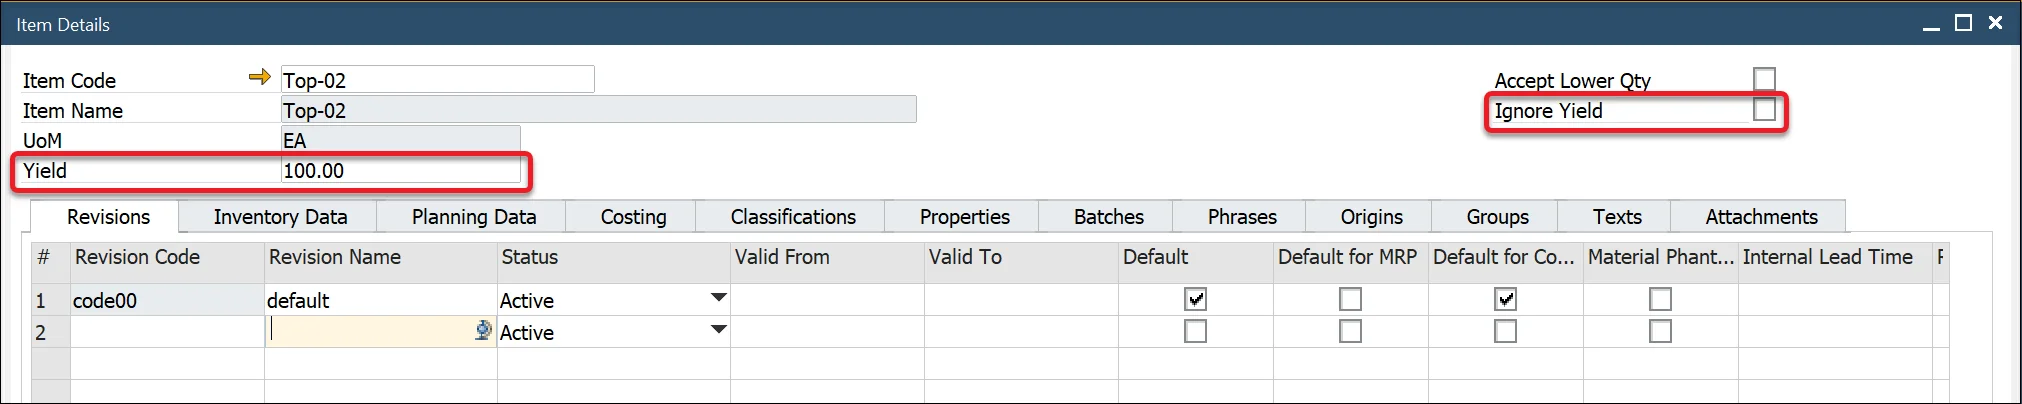 Item Details
Item Code Top-02 Accept Lower Qty
Item Name Top-02 Ignore Yield
UoM EA
Yield 100.00
Revisions Inventory Data Planning Data Costing Classifications Properties Batches Phrases Origins Groups Texts Attachments
# Revision Code Revision Name Status Valid From Valid To Default Default for MRP Default for Co... Material Phant... Internal Lead Time
1 code00 default Active
2 Active